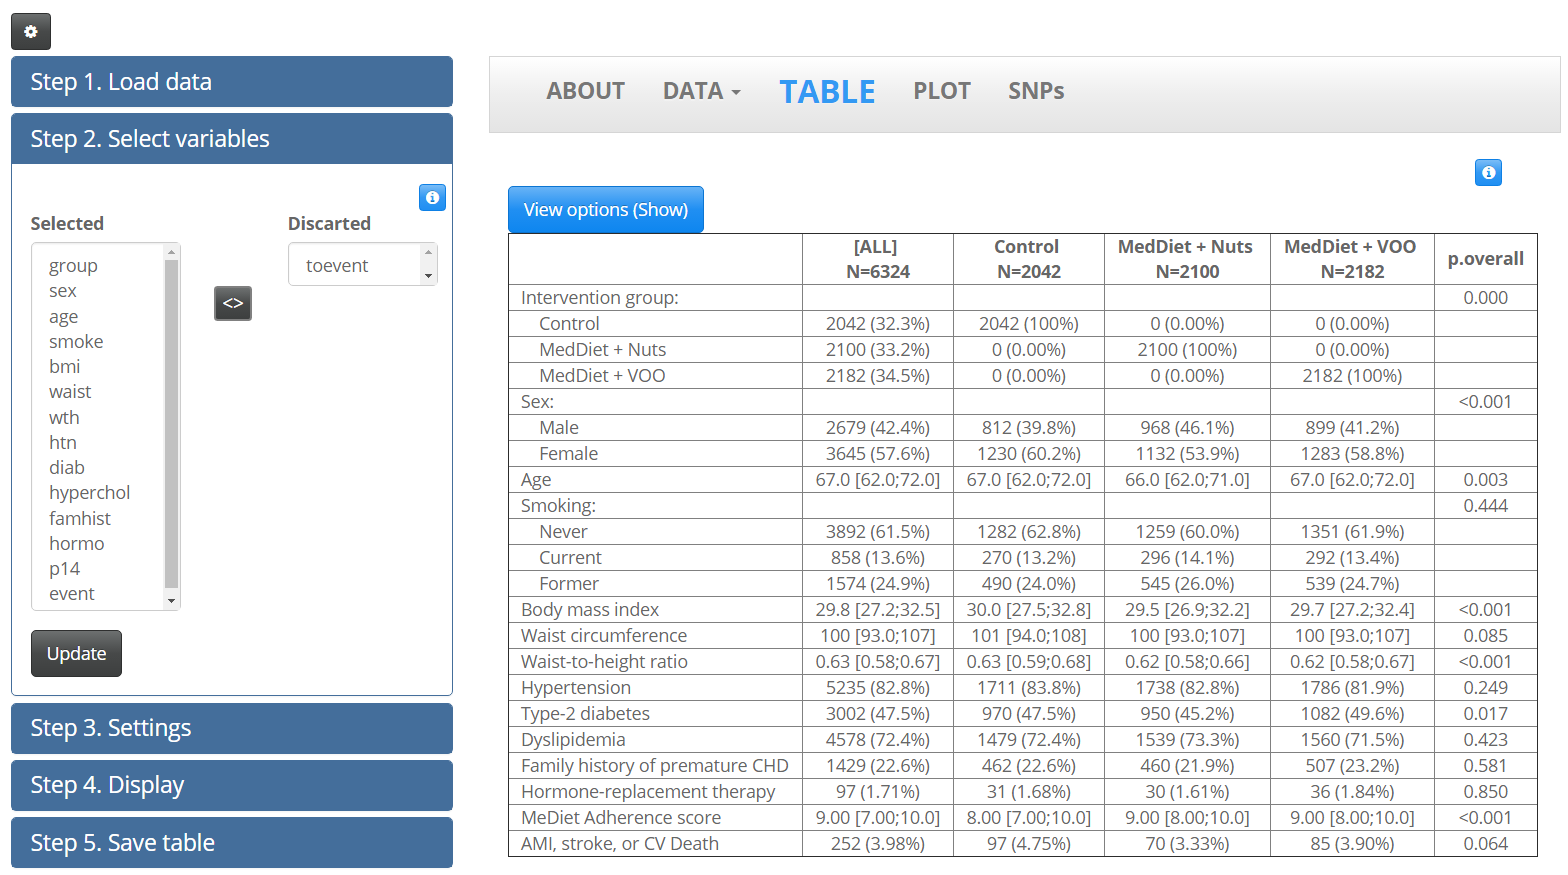 Step 1. Load data
Step 2. Select variables
Selected
Discarted
group
sex
age
smoke
bmi
waist
wth
htn
diab
hyperchol
famhist
hormo
p14
event
<>
toevent
Update
Step 3. Settings
Step 4. Display
Step 5. Save table
ABOUT DATA TABLE PLOT SNPs
View options (Show)
[ALL] Control MedDiet + Nuts MedDiet + VOO p.overall
N=6324 N=2042 N=2100 N=2182
Intervention group: 0.000
Control 2042 (32.3%) 2042 (100%) 0 (0.00%) 0 (0.00%)
MedDiet + Nuts 2100 (33.2%) 0 (0.00%) 2100 (100%) 0 (0.00%)
MedDiet + VOO 2182 (34.5%) 0 (0.00%) 0 (0.00%) 2182 (100%)
Sex: <0.001
Male 2679 (42.4%) 812 (39.8%) 968 (46.1%) 899 (41.2%)
Female 3645 (57.6%) 1230 (60.2%) 1132 (53.9%) 1283 (58.8%)
Age 67.0 [62.0;72.0] 67.0 [62.0;72.0] 66.0 [62.0;71.0] 67.0 [62.0;72.0] 0.003
Smoking: 0.444
Never 3892 (61.5%) 1282 (62.8%) 1259 (60.0%) 1351 (61.9%)
Current 858 (13.6%) 270 (13.2%) 296 (14.1%) 292 (13.4%)
Former 1574 (24.9%) 490 (24.0%) 545 (26.0%) 539 (24.7%)
Body mass index 29.8 [27.2;32.5] 30.0 [27.5;32.8] 29.5 [26.9;32.2] 29.7 [27.2;32.4] <0.001
Waist circumference 100 [93.0;107] 101 [94.0;108] 100 [93.0;107] 100 [93.0;107] 0.085
Waist-to-height ratio 0.63 [0.58;0.67] 0.63 [0.59;0.68] 0.62 [0.58;0.66] 0.62 [0.58;0.67] <0.001
Hypertension 5235 (82.8%) 1711 (83.8%) 1738 (82.8%) 1786 (81.9%) 0.249
Type-2 diabetes 3002 (47.5%) 970 (47.5%) 950 (45.2%) 1082 (49.6%) 0.017
Dyslipidemia 4578 (72.4%) 1479 (72.4%) 1539 (73.3%) 1560 (71.5%) 0.423
Family history of premature CHD 1429 (22.6%) 462 (22.6%) 460 (21.9%) 507 (23.2%) 0.581
Hormone-replacement therapy 97 (1.71%) 31 (1.68%) 30 (1.61%) 36 (1.84%) 0.850
MeDiet Adherence score 9.00 [7.00;10.0] 8.00 [7.00;10.0] 9.00 [8.00;10.0] 9.00 [8.00;10.0] <0.001
AMI, stroke, or CV Death 252 (3.98%) 97 (4.75%) 70 (3.33%) 85 (3.90%) 0.064